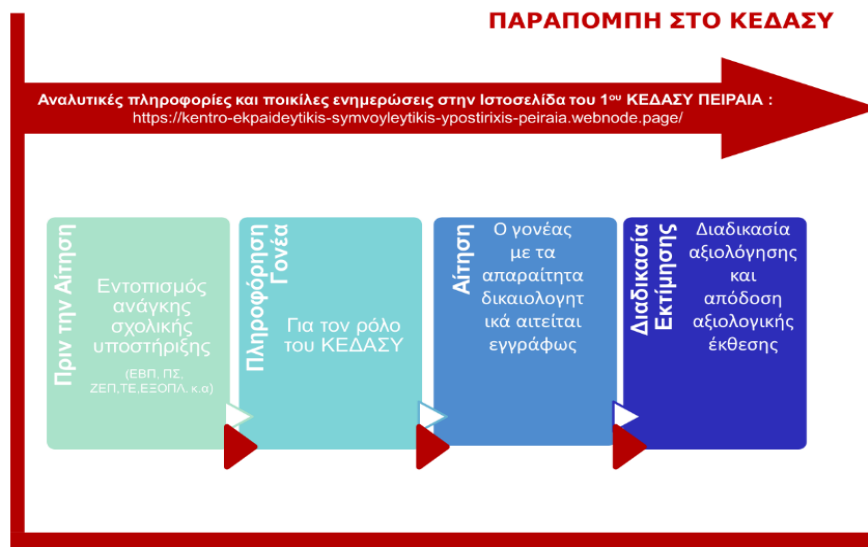 ΠΑΡΑΠΟΜΠΗ ΣΤΟ ΚΕΔΑΣΥ
Αναλυτικές πληροφορίες και ποικίλες ενημερώσεις στην Ιστοσελίδα του 1ου ΚΕΔΑΣΥ ΠΕΙΡΑΙΑ :
https://kentro-ekpaideytikis-symvoyleytikis-ypostirixis-peiraia.webnode.page/
Πριν την Αίτηση
Εντοπισμός
ανάγκης
σχολικής
υποστήριξης
(ΕΒΠ, ΠΣ,
ΖΕΠ,ΤΕ,ΕΞΟΠΛ. κ.α)
Πληροφόρηση
Γονέα
Για τον ρόλο
του ΚΕΔΑΣΥ
Αίτηση
Ο γονέας
με τα
απαραίτητα
δικαιολογητ
ικά αιτείται
εγγράφως
Διαδικασία
Εκτίμησης
Διαδικασία
αξιολόγησης
και
απόδοση
αξιολογικής
έκθεσης